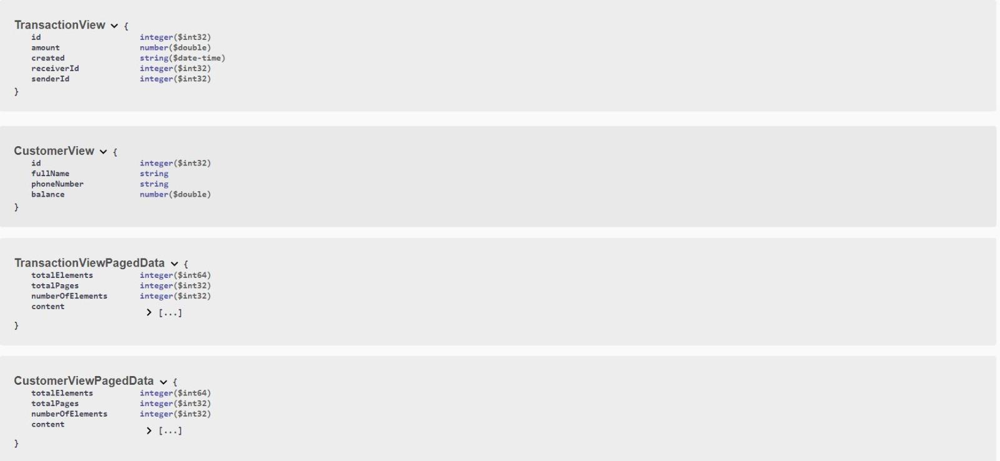 TransactionView {
id integer($int32)
amount number($double)
created string($date-time)
receiverId integer($int32)
senderId integer($int32)
}
CustomerView {
id integer($int32)
fullName string
phoneNumber string
balance number($double)
}
TransactionViewPagedData {
totalElements integer($int64)
totalPages integer($int32)
numberOfElements integer($int32)
content
[...]
}
CustomerViewPagedData {
totalElements integer($int64)
totalPages integer($int32)
numberOfElements integer($int32)
content
[...]
}